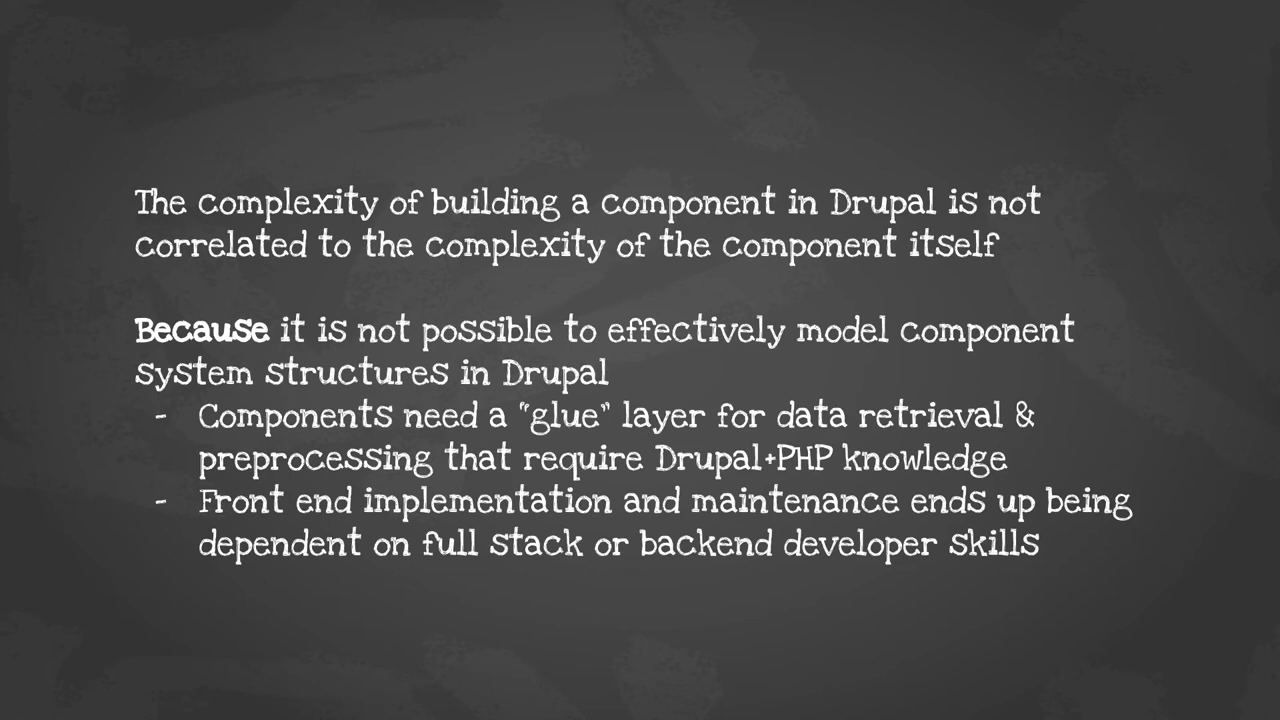 The complexity of building a component in Drupal is not
correlated to the complexity of the component itself
Because it is not possible to effectively model component
system structures in Drupal
- Components need a “glue” layer for data retrieval &
preprocessing that require Drupal+PHP knowledge
- Front end implementation and maintenance ends up being
dependent on full stack or backend developer skills